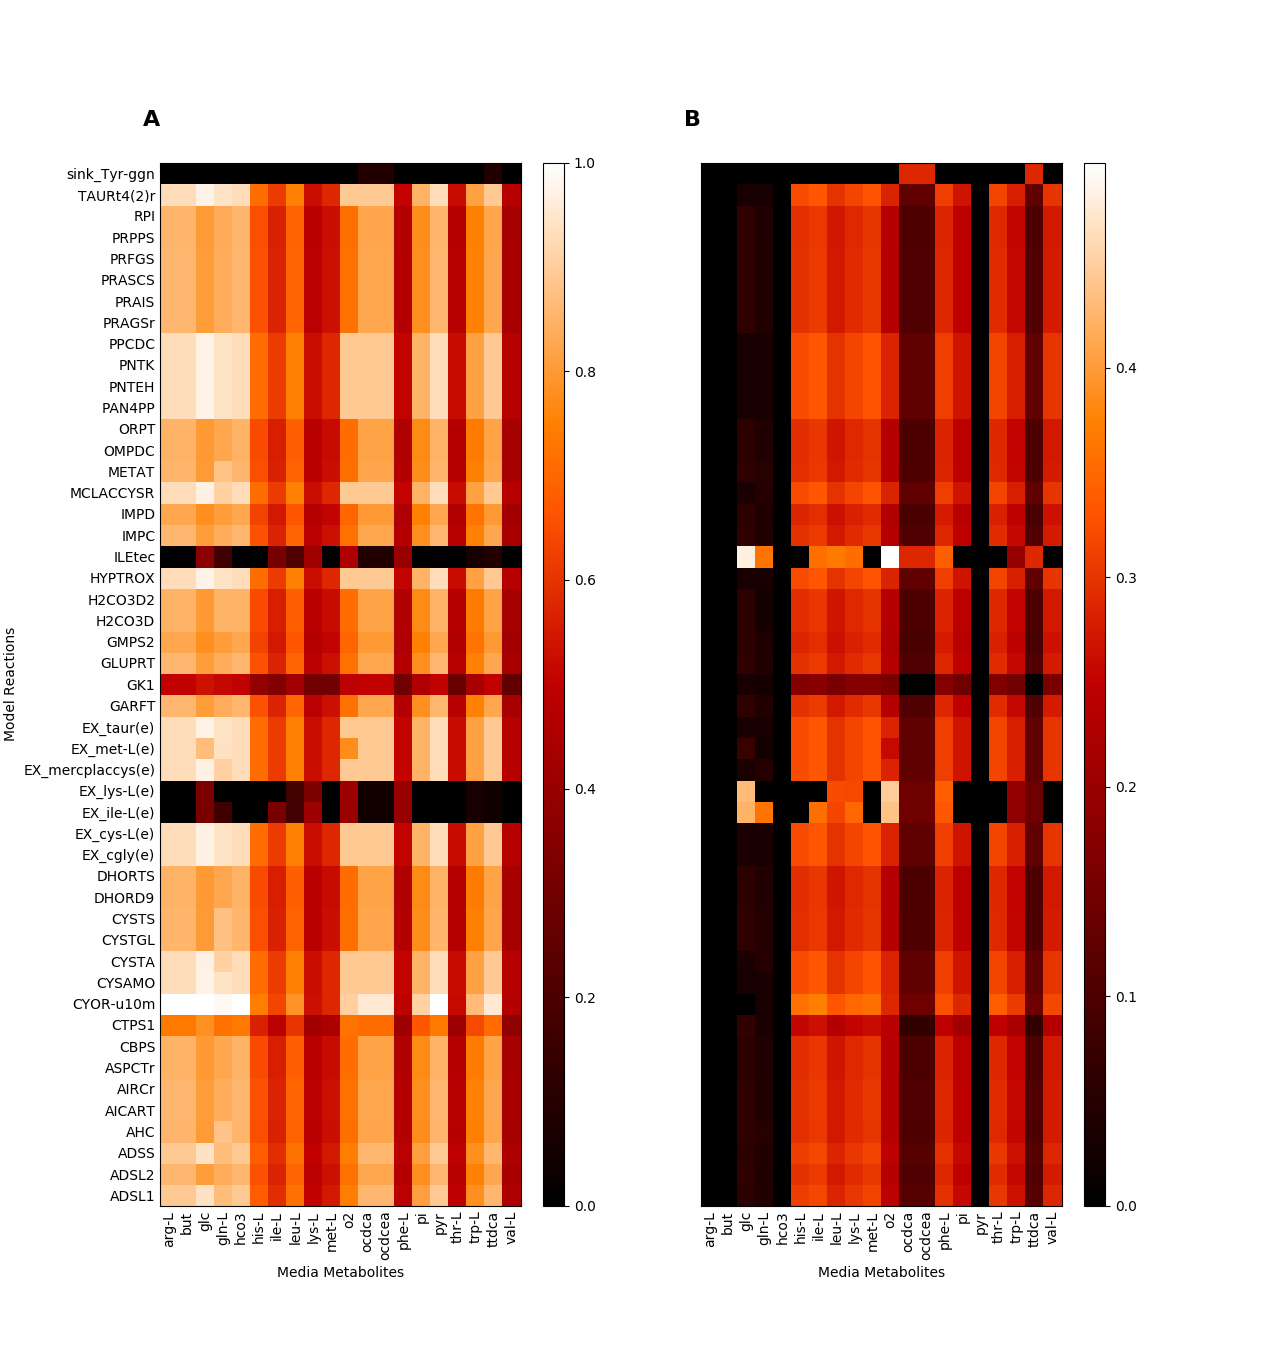 A
B
sink_Tyr-ggn
TAURt4(2)r
RPI
PRPPS
PRFGS
PRASCS
PRAIS
PRAGSr
PPCDC
PNTK
PNTEH
PAN4PP
ORPT
OMPDC
METAT
MCLACCYSR
IMPD
IMPC
ILEtec
HYPTROX
H2CO3D2
H2CO3D
GMPS2
GLUPRT
GK1
GARFT
EX_taur(e)
EX_met-L(e)
EX_mercplaccys(e)
EX_lys-L(e)
EX_ile-L(e)
EX_cys-L(e)
EX_cgly(e)
DHORTS
DHORD9
CYSTS
CYSTGL
CYSTA
CYSAMO
CYOR-u10m
CTPS1
CBPS
ASPCTr
AIRCr
AICART
AHC
ADSS
ADSL2
ADSL1
Model Reactions
arg-L
but
glc
gln-L
hco3
his-L
ile-L
leu-L
lys-L
met-L
o2
ocdca
ocdcea
phe-L
pi
pyr
thr-L
trp-L
ttdca
val-L
Media Metabolites
1.0
0.8
0.6
0.4
0.2
0.0
arg-L
but
glc
gln-L
hco3
his-L
ile-L
leu-L
lys-L
met-L
o2
ocdca
ocdcea
phe-L
pi
pyr
thr-L
trp-L
ttdca
val-L
Media Metabolites
0.4
0.3
0.2
0.1
0.0